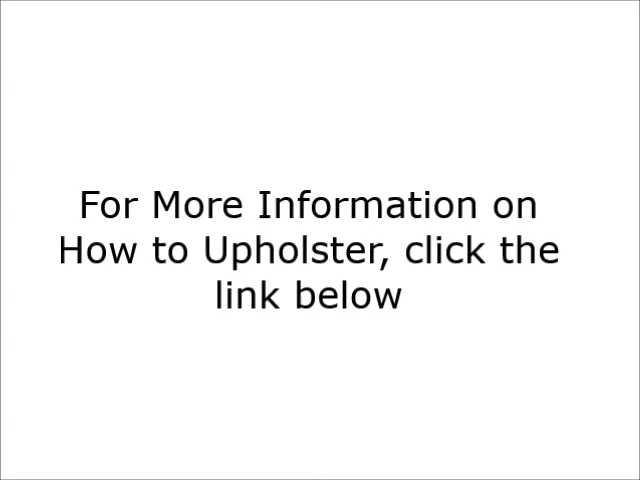 For More Information on
How to Upholster, click the
link below